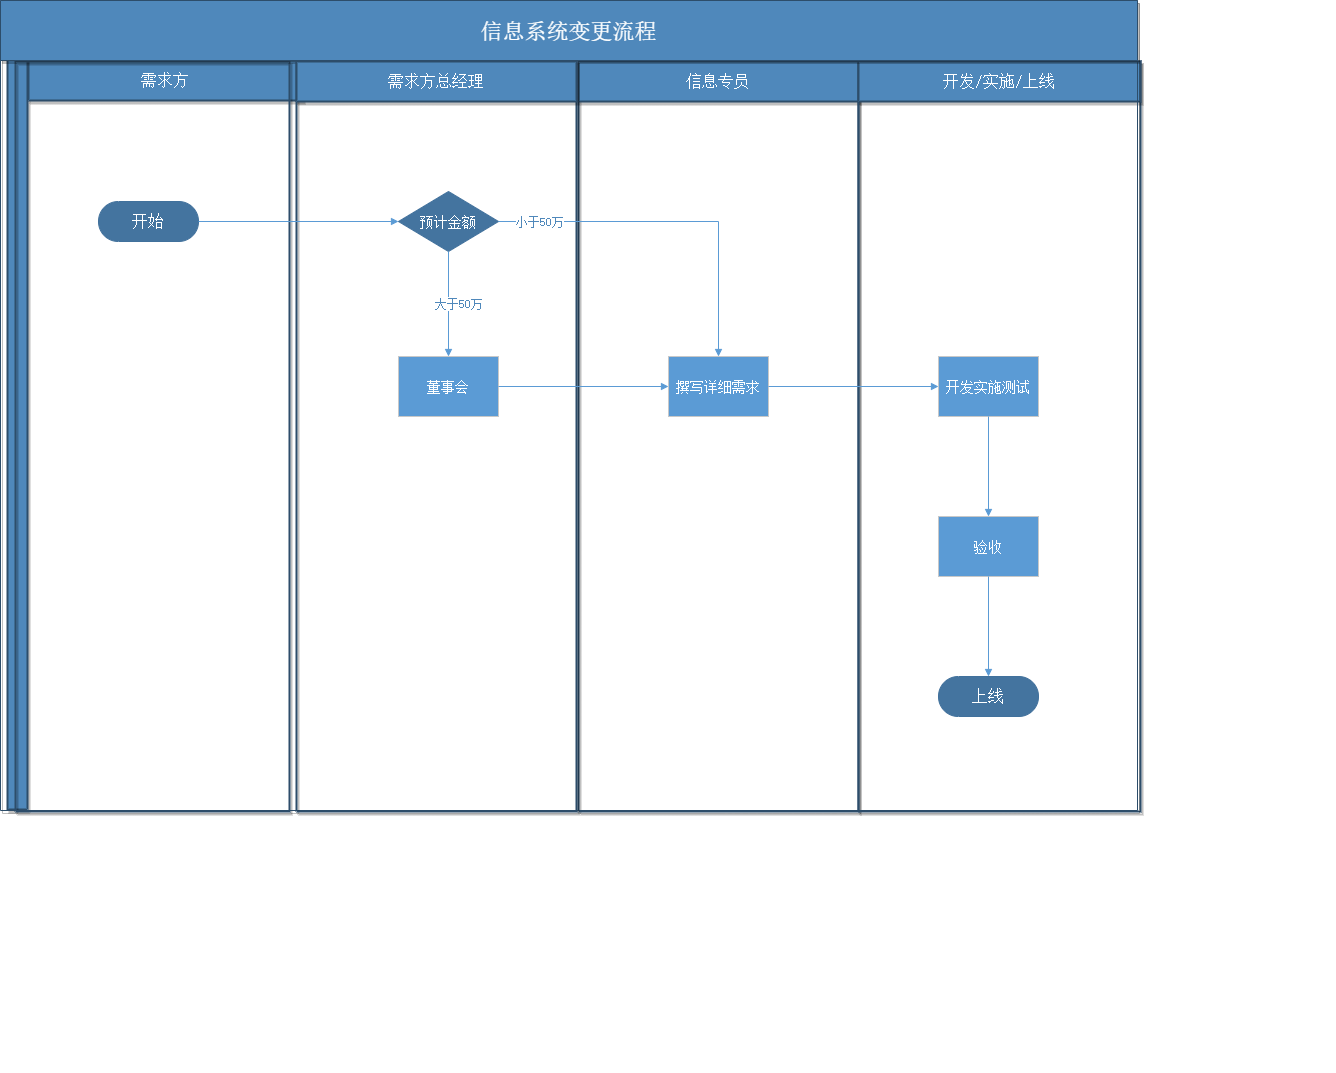 信息系统变更流程
需求方
需求方总经理
信息专员
开发/实施/上线
开始
预计金额
小于50万
大于50万
董事会
撰写详细需求
开发实施测试
验收
上线